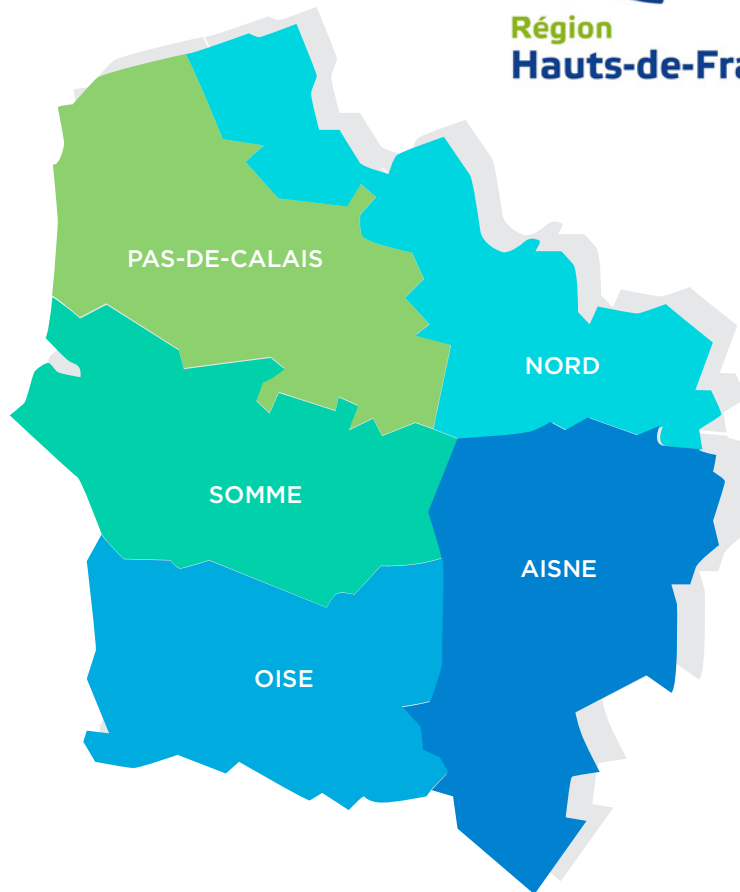 Région
Hauts-de-Fra
PAS-DE-CALAIS
NORD
SOMME
AISNE
OISE